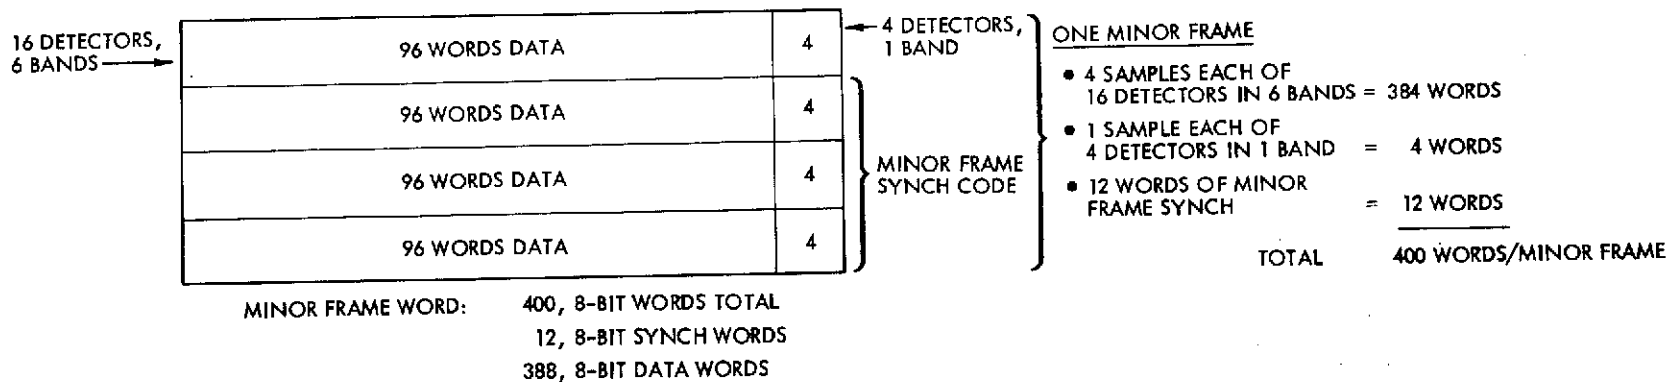 16 DETECTORS,
6 BANDS
96 WORDS DATA
4
4 DETECTORS,
1 BAND
96 WORDS DATA
4
96 WORDS DATA
4
96 WORDS DATA
4
MINOR FRAME
SYNCH CODE
MINOR FRAME WORD: 400, 8-BIT WORDS TOTAL
12, 8-BIT SYNCH WORDS
388, 8-BIT DATA WORDS
ONE MINOR FRAME
• 4 SAMPLES EACH OF
16 DETECTORS IN 6 BANDS = 384 WORDS
• 1 SAMPLE EACH OF
4 DETECTORS IN 1 BAND = 4 WORDS
• 12 WORDS OF MINOR
FRAME SYNCH = 12 WORDS
TOTAL 400 WORDS/MINOR FRAME